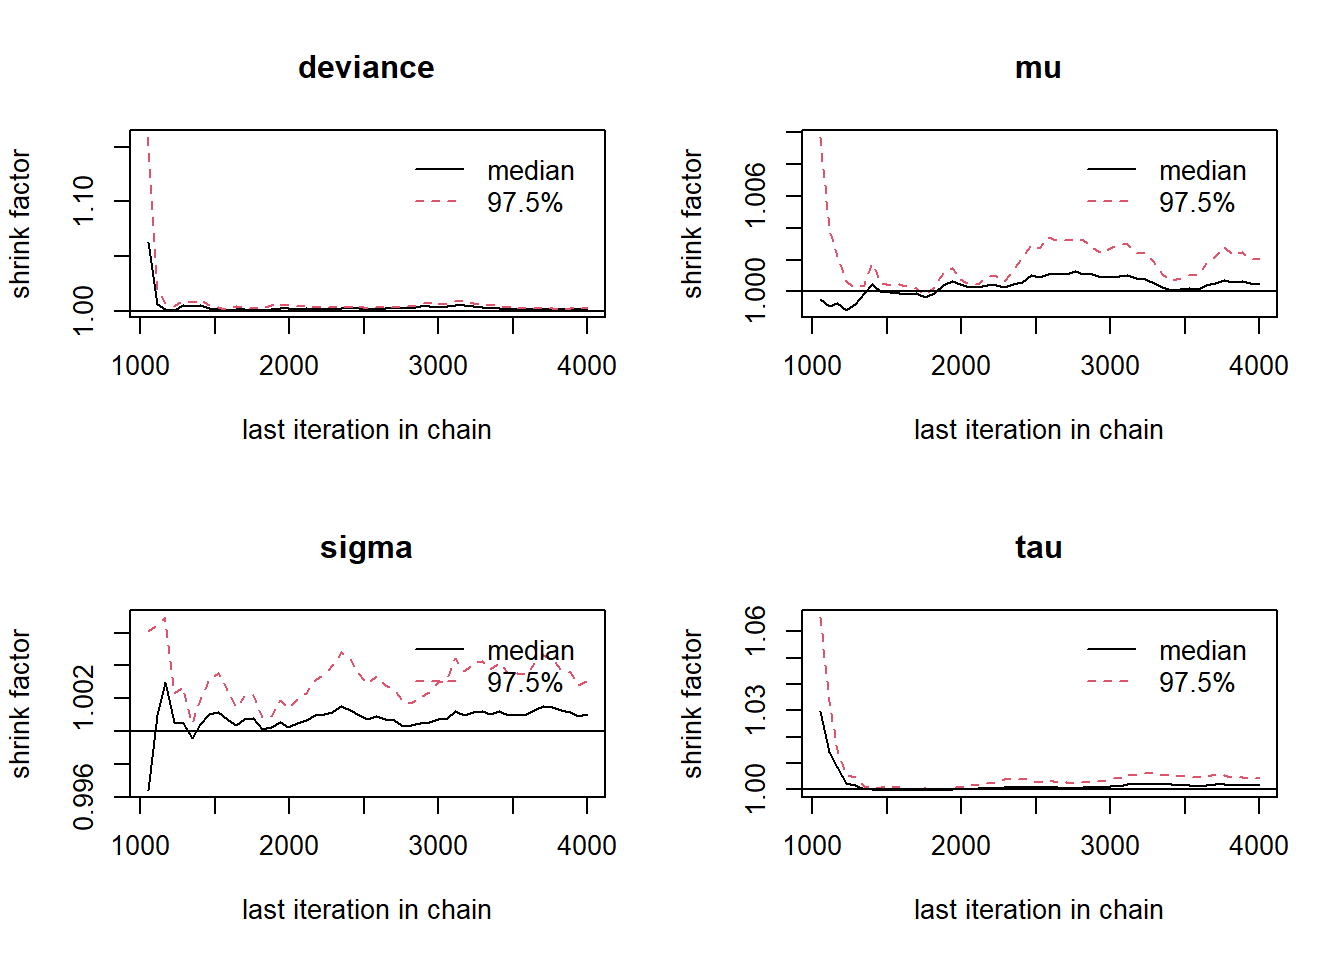 deviance
shrink factor
1.00
1.10
median
97.5%
1000
2000
3000
4000
last iteration in chain
mu
shrink factor
1.000
1.006
median
97.5%
1000
2000
3000
4000
last iteration in chain
sigma
shrink factor
0.996
1.002
median
97.5%
1000
2000
3000
4000
last iteration in chain
tau
shrink factor
1.00
1.03
1.06
median
97.5%
1000
2000
3000
4000
last iteration in chain